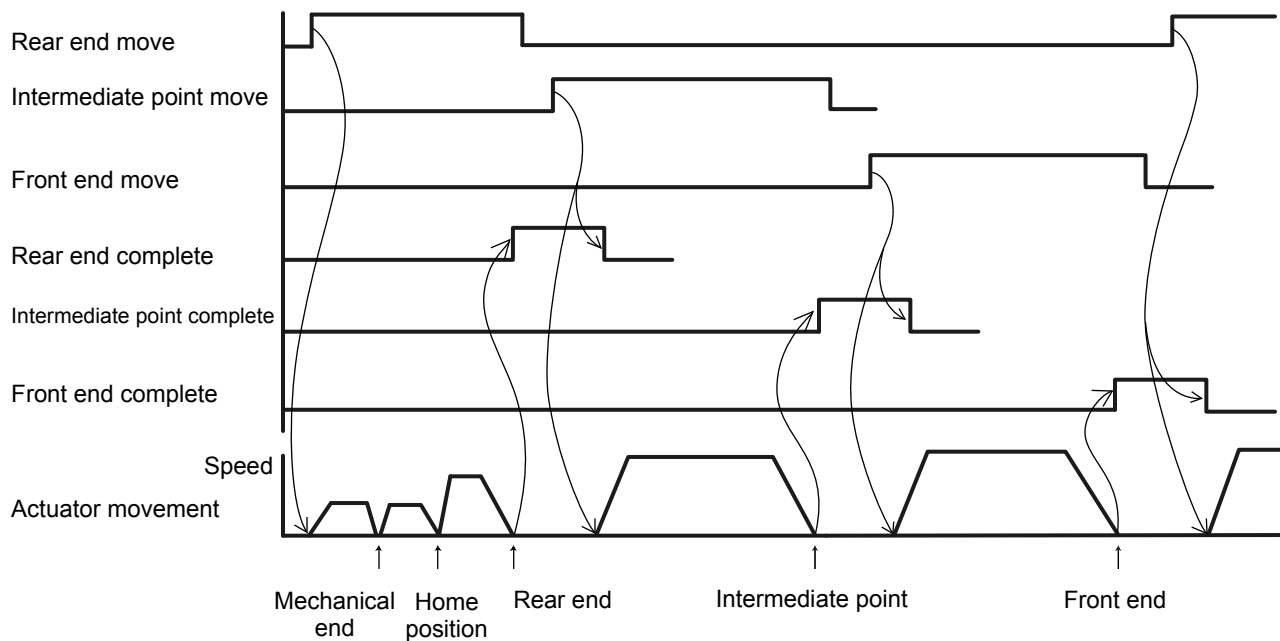 Rear end move
Intermediate point move
Front end move
Rear end complete
Intermediate point complete
Front end complete
Speed
Actuator movement
Mechanical
end
Home
position
Rear end
Intermediate point
Front end